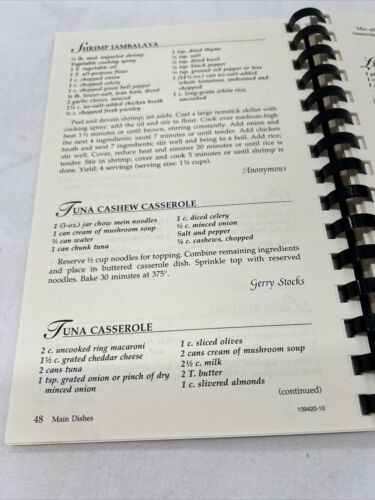 SHRIMP JAMBALAYA
½ lb. med. unpeeled shrimp
Vegetable cooking spray
1 T. vegetable oil
1 T. all-purpose flour
1 c. chopped onion
1 c. chopped celery
1 c. chopped green bell pepper
¼ lb. lower-salt, lean ham, diced
2 garlic cloves, minced
2½ c. no-salt-added chicken broth
¼ c. chopped fresh parsley
1 tsp. dried thyme
½ tsp. salt
½ tsp. dried basil
¼ tsp. black pepper
¼ tsp. ground red pepper or less
1 (14½-oz.) can no-salt-added
whole tomatoes, undrained and
chopped
1 c. long-grain white rice,
uncooked
Peel and devein shrimp; set aside. Coat a large nonstick skillet with
cooking spray; add the oil and stir in flour. Cook over medium-high
heat 1½ minutes or until brown, stirring constantly. Add onion and
the next 4 ingredients; sauté 7 minutes or until tender. Add chicken
broth and next 7 ingredients; stir well and bring to a boil. Add rice;
stir well. Cover, reduce heat and simmer 20 minutes or until rice is
tender. Stir in shrimp; cover and cook 5 minutes or until shrimp is
done. Yield: 4 servings (serving size: 1½ cups).
Anonymous
TUNA CASHEW CASSEROLE
1 (3-oz.) jar chow mein noodles
1 can cream of mushroom soup
½ can water
1 can chunk tuna
1 c. diced celery
½ c. minced onion
Salt and pepper
¼ c. cashews, chopped
Reserve ½ cup noodles for topping. Combine remaining ingredients
and place in buttered casserole dish. Sprinkle top with reserved
noodles. Bake 30 minutes at 375°.
Gerry Stocks
TUNA CASSEROLE
2 c. uncooked ring macaroni
1½ c. grated cheddar cheese
2 cans tuna
1 tsp. grated onion or pinch of dry
minced onion
1 c. sliced olives
2 cans cream of mushroom soup
2½ c. milk
2 T. butter
1 c. slivered almonds
(continued)
48 Main Dishes
109420-10